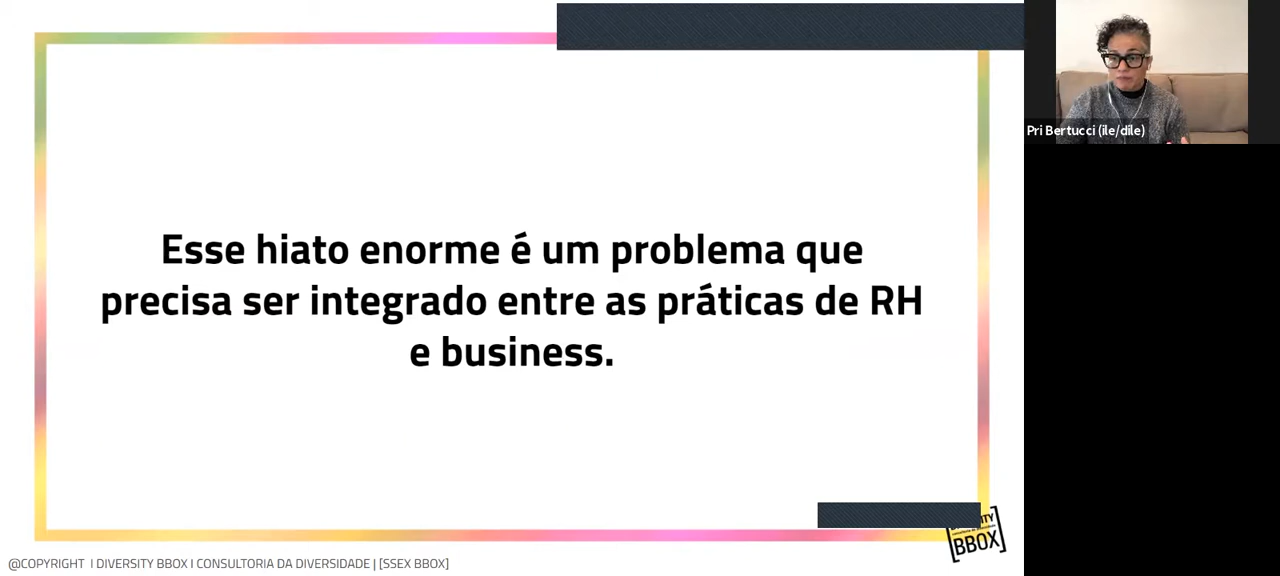 Esse hiato enorme é um problema que
precisa ser integrado entre as práticas de RH
e business.
Pri Bertucci (ile/dile)
BBOX
@COPYRIGHT I DIVERSITY BBOX I CONSULTORIA DA DIVERSIDADE | [SSEX BBOX]